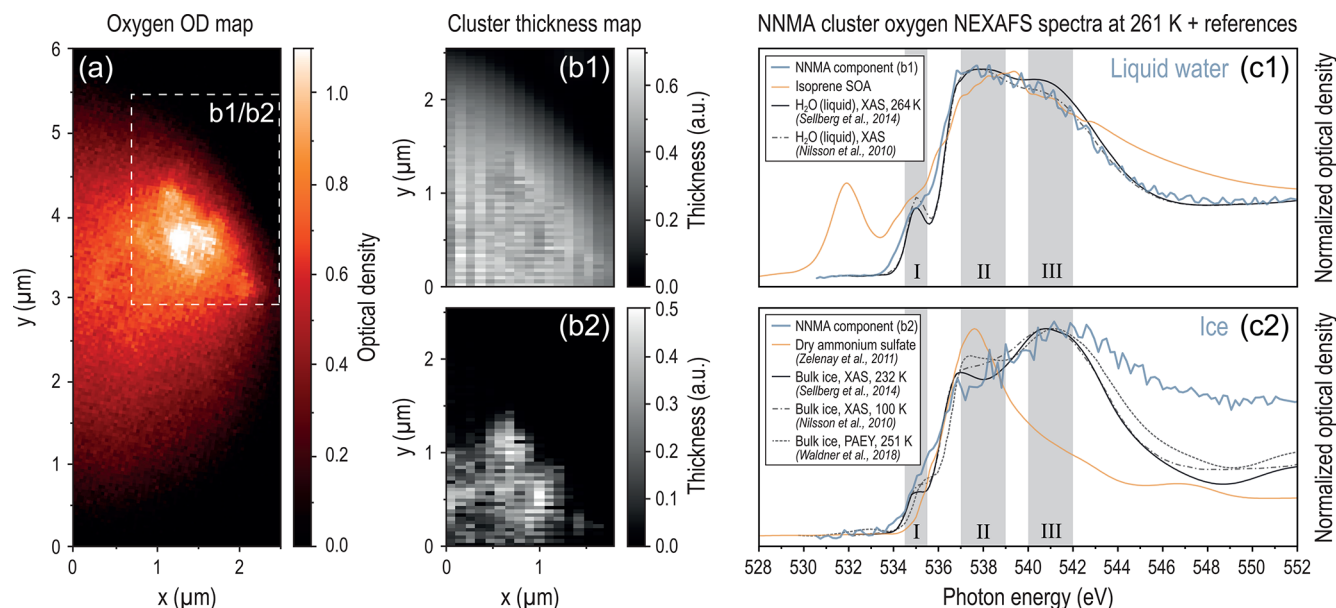 Oxygen OD map
Cluster thickness map
NNMA cluster oxygen NEXAFS spectra at 261 K + references
(a)
b1/b2
6
5
4
3
2
1
0
y (µm)
0
1
2
x (µm)
1.0
0.8
0.6
0.4
0.2
0.0
Optical density
(b1)
2
1
0
y (µm)
0.6
0.4
0.2
0.0
Thickness (a.u.)
(b2)
2
1
0
y (µm)
0
1
x (µm)
0.5
0.4
0.3
0.2
0.1
0.0
Thickness (a.u.)
NNMA component (b1)
Isoprene SOA
H₂O (liquid), XAS, 264 K
(Sellberg et al., 2014)
H₂O (liquid), XAS
(Nilsson et al., 2010)
Liquid water
(c1)
I
II
III
Normalized optical density
NNMA component (b2)
Dry ammonium sulfate
(Zelenay et al., 2011)
Bulk ice, XAS, 232 K
(Sellberg et al., 2014)
Bulk ice, XAS, 100 K
(Nilsson et al., 2010)
Bulk ice, PAEY, 251 K
(Waldner et al., 2018)
Ice
(c2)
I
II
III
Normalized optical density
528 530 532 534 536 538 540 542 544 546 548 550 552
Photon energy (eV)